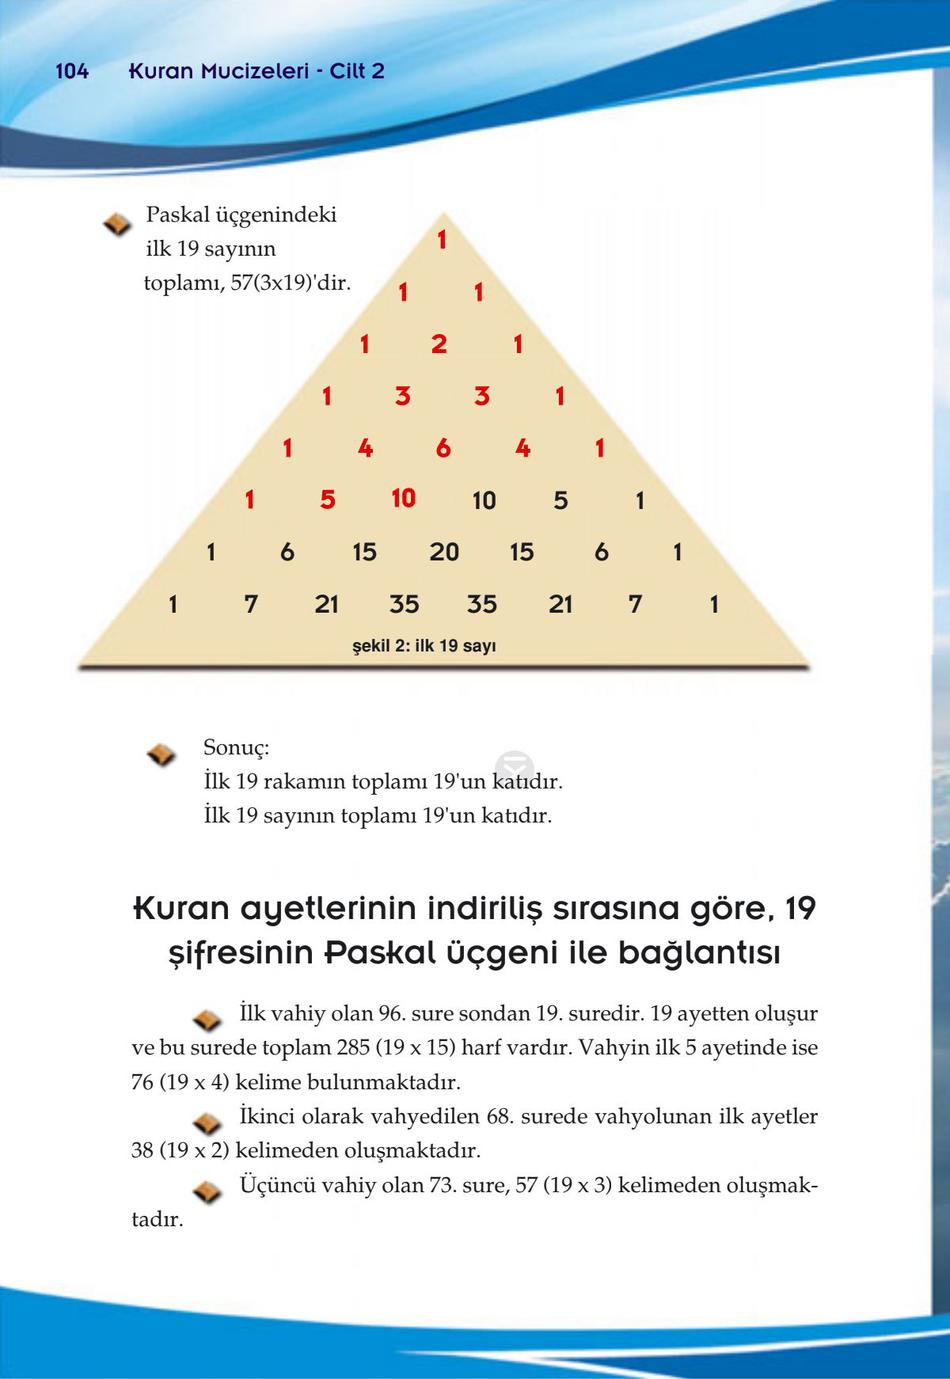 104 Kuran Mucizeleri - Cilt 2
Paskal üçgenindeki
ilk 19 sayının
toplamı, 57(3x19)'dir.
1
1 1
1 2 1
1 3 3 1
1 4 6 4 1
1 5 10 10 5 1
1 6 15 20 15 6 1
1 7 21 35 35 21 7 1
şekil 2: ilk 19 sayı
Sonuç:
İlk 19 rakamın toplamı 19'un katıdır.
İlk 19 sayının toplamı 19'un katıdır.
Kuran ayetlerinin indiriliş sırasına göre, 19
şifresinin Paskal üçgeni ile bağlantısı
İlk vahiy olan 96. sure sondan 19. suredir. 19 ayetten oluşur
ve bu surede toplam 285 (19 x 15) harf vardır. Vahyin ilk 5 ayetinde ise
76 (19 x 4) kelime bulunmaktadır.
İkinci olarak vahyedilen 68. surede vahyolunan ilk ayetler
38 (19 x 2) kelimeden oluşmaktadır.
Üçüncü vahiy olan 73. sure, 57 (19 x 3) kelimeden oluşmak-
tadır.